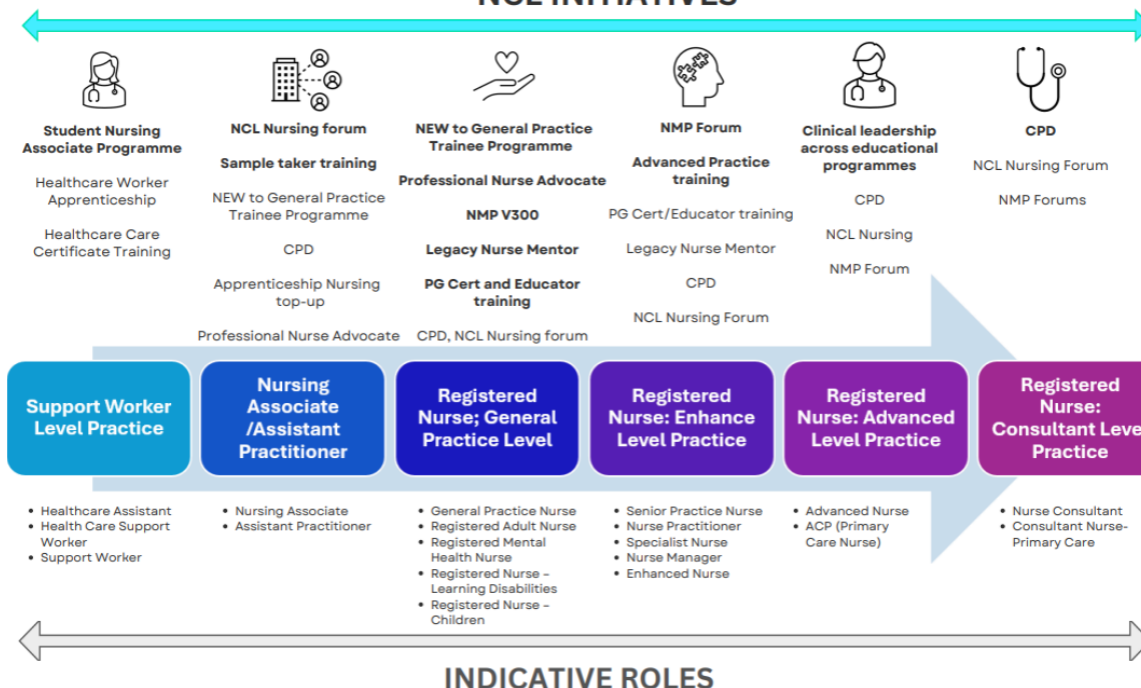 NCL INITIATIVES
Student Nursing
Associate Programme
Healthcare Worker
Apprenticeship
Healthcare Care
Certificate Training
NCL Nursing forum
Sample taker training
NEW to General Practice
Trainee Programme
CPD
Apprenticeship Nursing
top-up
Professional Nurse Advocate
NEW to General Practice
Trainee Programme
Professional Nurse Advocate
NMP V300
Legacy Nurse Mentor
PG Cert and Educator
training
CPD, NCL Nursing forum
NMP Forum
Advanced Practice
training
PG Cert/Educator training
Legacy Nurse Mentor
CPD
NCL Nursing Forum
Clinical leadership
across educational
programmes
CPD
NCL Nursing
NMP Forum
CPD
NCL Nursing Forum
NMP Forums
Support Worker
Level Practice
Nursing
Associate
/Assistant
Practitioner
Registered
Nurse; General
Practice Level
Registered
Nurse: Enhance
Level Practice
Registered
Nurse: Advanced
Level Practice
Registered
Nurse:
Consultant Leve
Practice
• Healthcare Assistant
• Health Care Support
Worker
• Support Worker
• Nursing Associate
• Assistant Practitioner
• General Practice Nurse
• Registered Adult Nurse
• Registered Mental
Health Nurse
• Registered Nurse –
Learning Disabilities
• Registered Nurse –
Children
• Senior Practice Nurse
• Nurse Practitioner
• Specialist Nurse
• Nurse Manager
• Enhanced Nurse
• Advanced Nurse
• ACP (Primary
Care Nurse)
• Nurse Consultant
• Consultant Nurse-
Primary Care
INDICATIVE ROLES